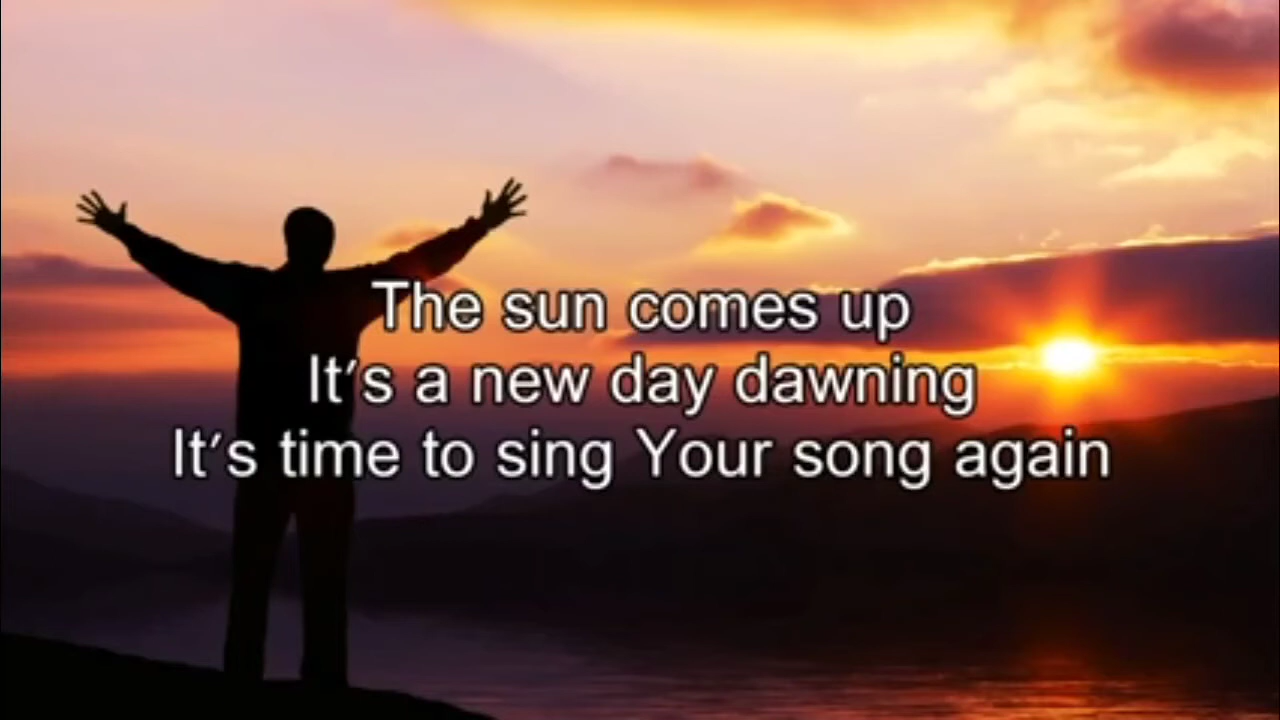 The sun comes up
It's a new day dawning
It's time to sing Your song again